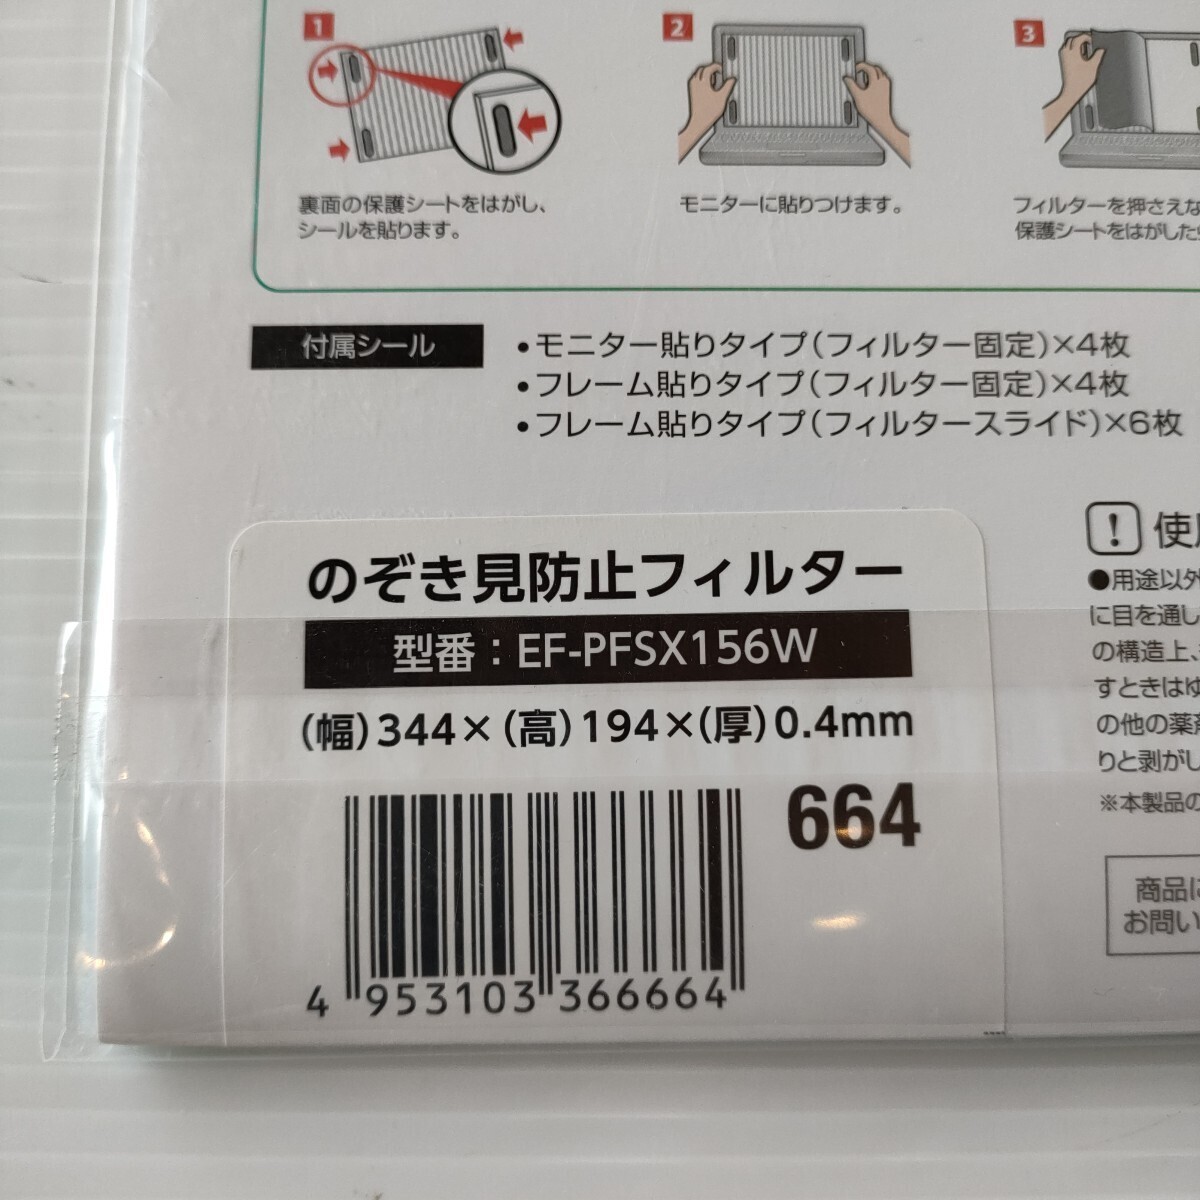 1
2
3
裏面の保護シートをはがし、
シールを貼ります。
モニターに貼りつけます。
フィルターを押さえな
保護シートをはがした
付属シール
•モニター貼りタイプ(フィルター固定)×4枚
•フレーム貼りタイプ(フィルター固定)×4枚
•フレーム貼りタイプ(フィルタースライド)×6枚
! 使
●用途以外
に目を通し
の構造上、
すときはゆ
の他の薬剤
りと剥がし
※本製品の
商品に
お問い
のぞき見防止フィルター
型番：EF-PFSX156W
(幅)344×(高)194×(厚)0.4mm
664
4 953103 366664